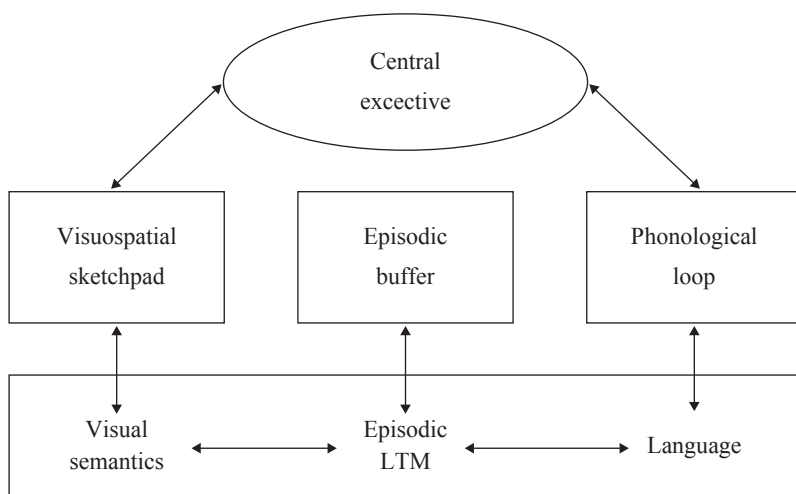 Central
excective
Visuospatial
sketchpad
Episodic
buffer
Phonological
loop
Visual
semantics
Episodic
LTM
Language